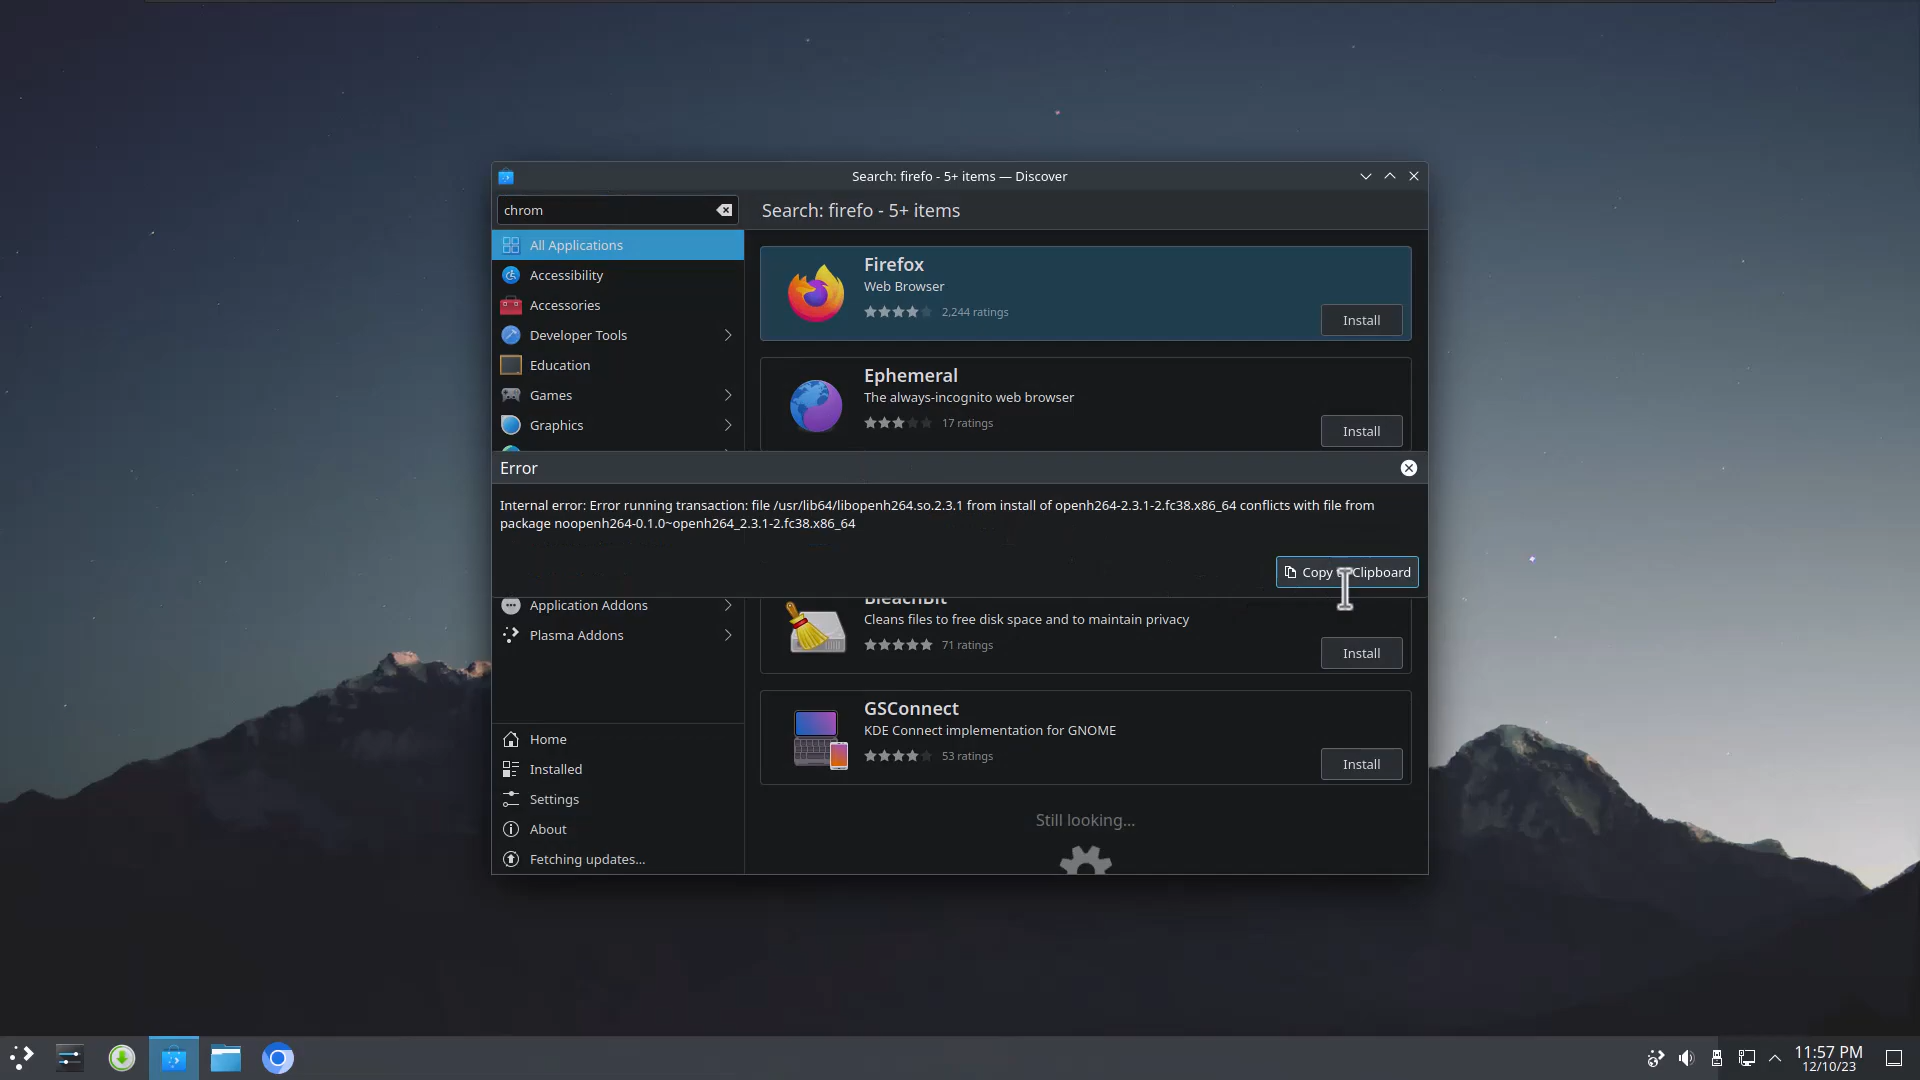 Search: firefo - 5+ items — Discover
chrom
Search: firefo - 5+ items
All Applications
Accessibility
Accessories
Developer Tools
Education
Games
Graphics
Firefox
Web Browser
2,244 ratings
Install
Ephemeral
The always-incognito web browser
17 ratings
Install
Error
Internal error: Error running transaction: file /usr/lib64/libopenh264.so.2.3.1 from install of openh264-2.3.1-2.fc38.x86_64 conflicts with file from
package noopenh264-0.1.0~openh264_2.3.1-2.fc38.x86_64
Copy to Clipboard
Application Addons
Plasma Addons
BleachBit
Cleans files to free disk space and to maintain privacy
71 ratings
Install
GSConnect
KDE Connect implementation for GNOME
53 ratings
Install
Still looking...
Home
Installed
Settings
About
Fetching updates...
11:57 PM
12/10/23